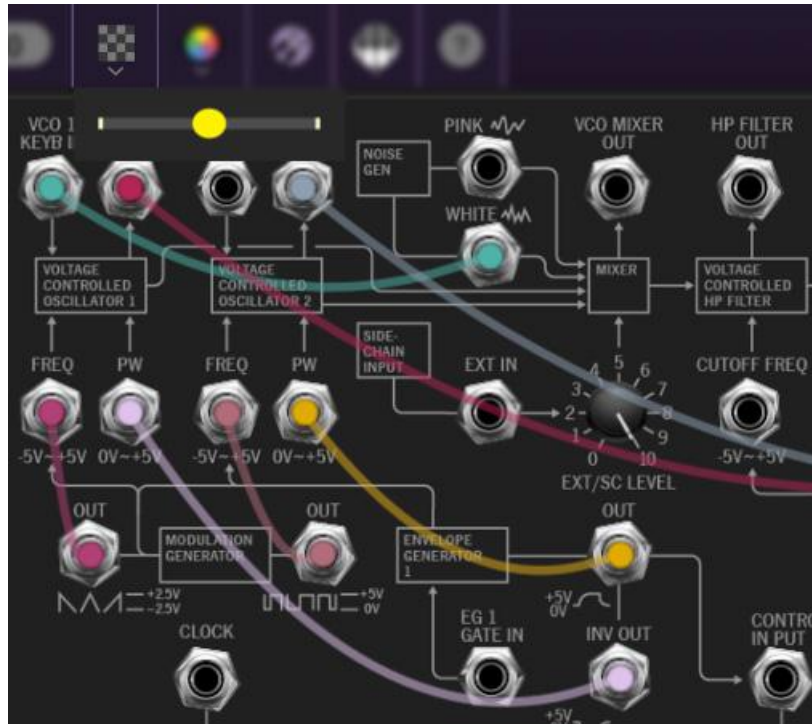 ?
VCO 1
KEYB I
PINK
VCO MIXER
OUT
HP FILTER
OUT
NOISE
GEN
WHITE
VOLTAGE
CONTROLLED
OSCILLATOR 1
VOLTAGE
CONTROLLED
OSCILLATOR 2
MIXER
VOLTAGE
CONTROLLED
HP FILTER
SIDE-
CHAIN
INPUT
FREQ
PW
FREQ
PW
EXT IN
0 1 2 3 4 5 6 7 8 9 10
CUTOFF FREQ
-5V~+5V
0V~+5V
-5V~+5V
0V~+5V
EXT/SC LEVEL
-5V~+5V
OUT
MODULATION
GENERATOR
OUT
ENVELOPE
GENERATOR
1
OUT
+2.5V
-2.5V
+5V
0V
+5V
0V
CLOCK
EG 1
GATE IN
INV OUT
CONTRO
IN PUT
+5V